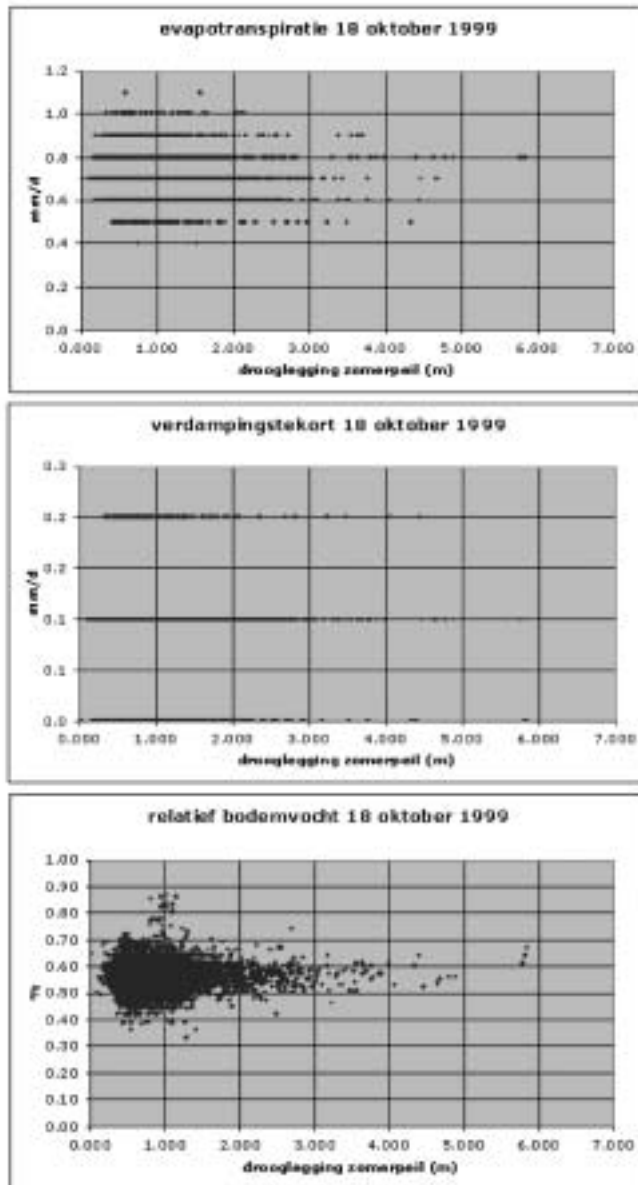 evapotranspiratie 18 oktober 1999
1.2
1.0
0.8
mm/d
0.6
0.4
0.2
0.0
0.000 1.000 2.000 3.000 4.000 5.000 6.000 7.000
drooglegging zomerpeil (m)
verdampingstekort 18 oktober 1999
0.3
0.2
0.2
mm/d
0.1
0.1
0.0
0.000 1.000 2.000 3.000 4.000 5.000 6.000 7.000
drooglegging zomerpeil (m)
relatief bodemvocht 18 oktober 1999
1.00
0.90
0.80
0.70
0.60
%
0.50
0.40
0.30
0.20
0.10
0.00
0.000 1.000 2.000 3.000 4.000 5.000 6.000 7.000
drooglegging zomerpeil (m)